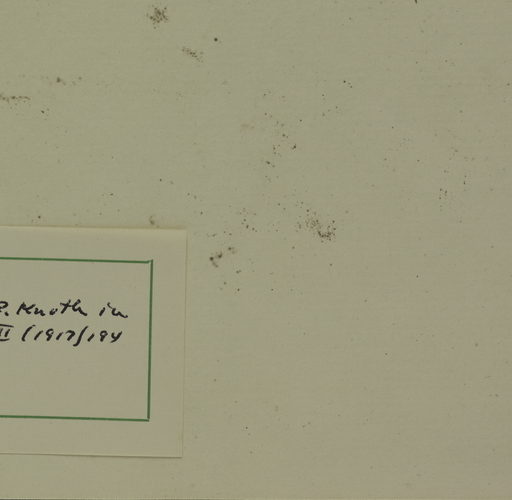 R. Knuth in
II (1917) 194